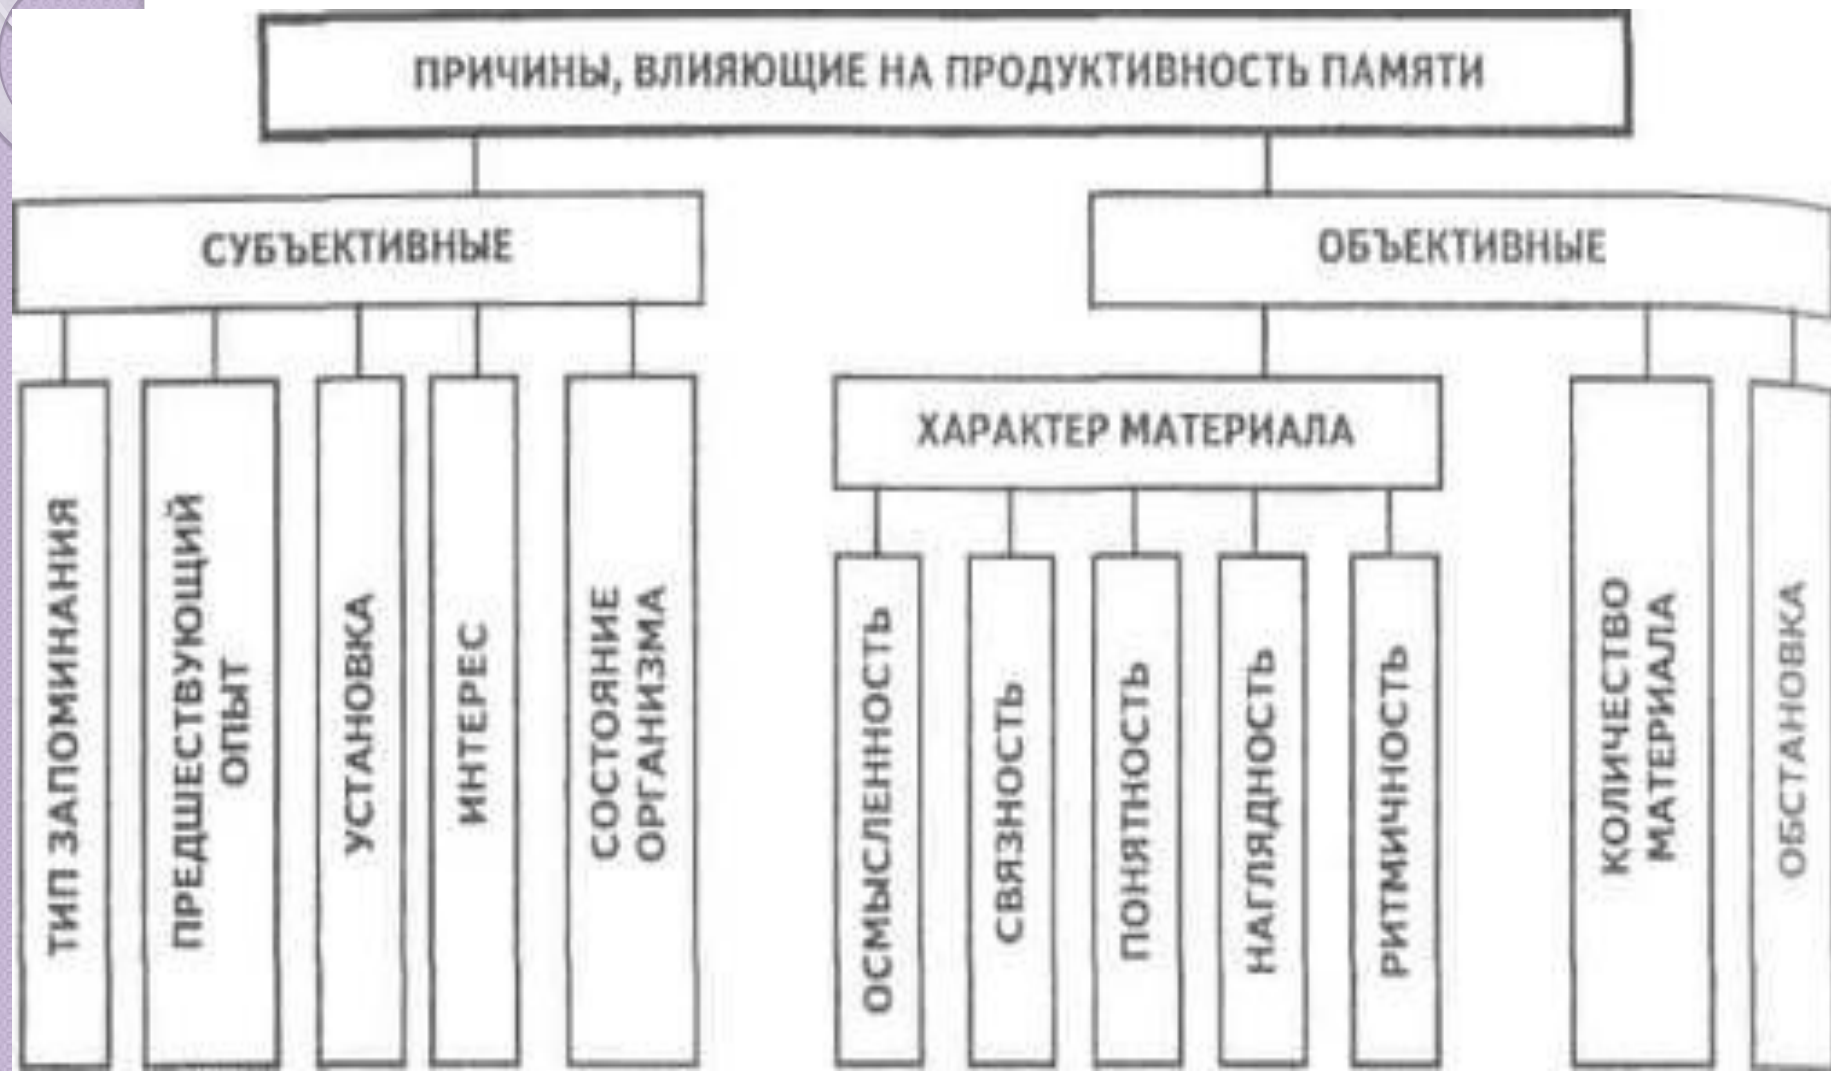 ПРИЧИНЫ, ВЛИЯЮЩИЕ НА ПРОДУКТИВНОСТЬ ПАМЯТИ
СУБЪЕКТИВНЫЕ
ОБЪЕКТИВНЫЕ
ТИП ЗАПОМИНАНИЯ
ПРЕДШЕСТВУЮЩИЙ
ОПЫТ
УСТАНОВКА
ИНТЕРЕС
СОСТОЯНИЕ
ОРГАНИЗМА
ХАРАКТЕР МАТЕРИАЛА
ОСМЫСЛЕННОСТЬ
СВЯЗНОСТЬ
ПОНЯТНОСТЬ
НАГЛЯДНОСТЬ
РИТМИЧНОСТЬ
КОЛИЧЕСТВО
МАТЕРИАЛА
ОБСТАНОВКА